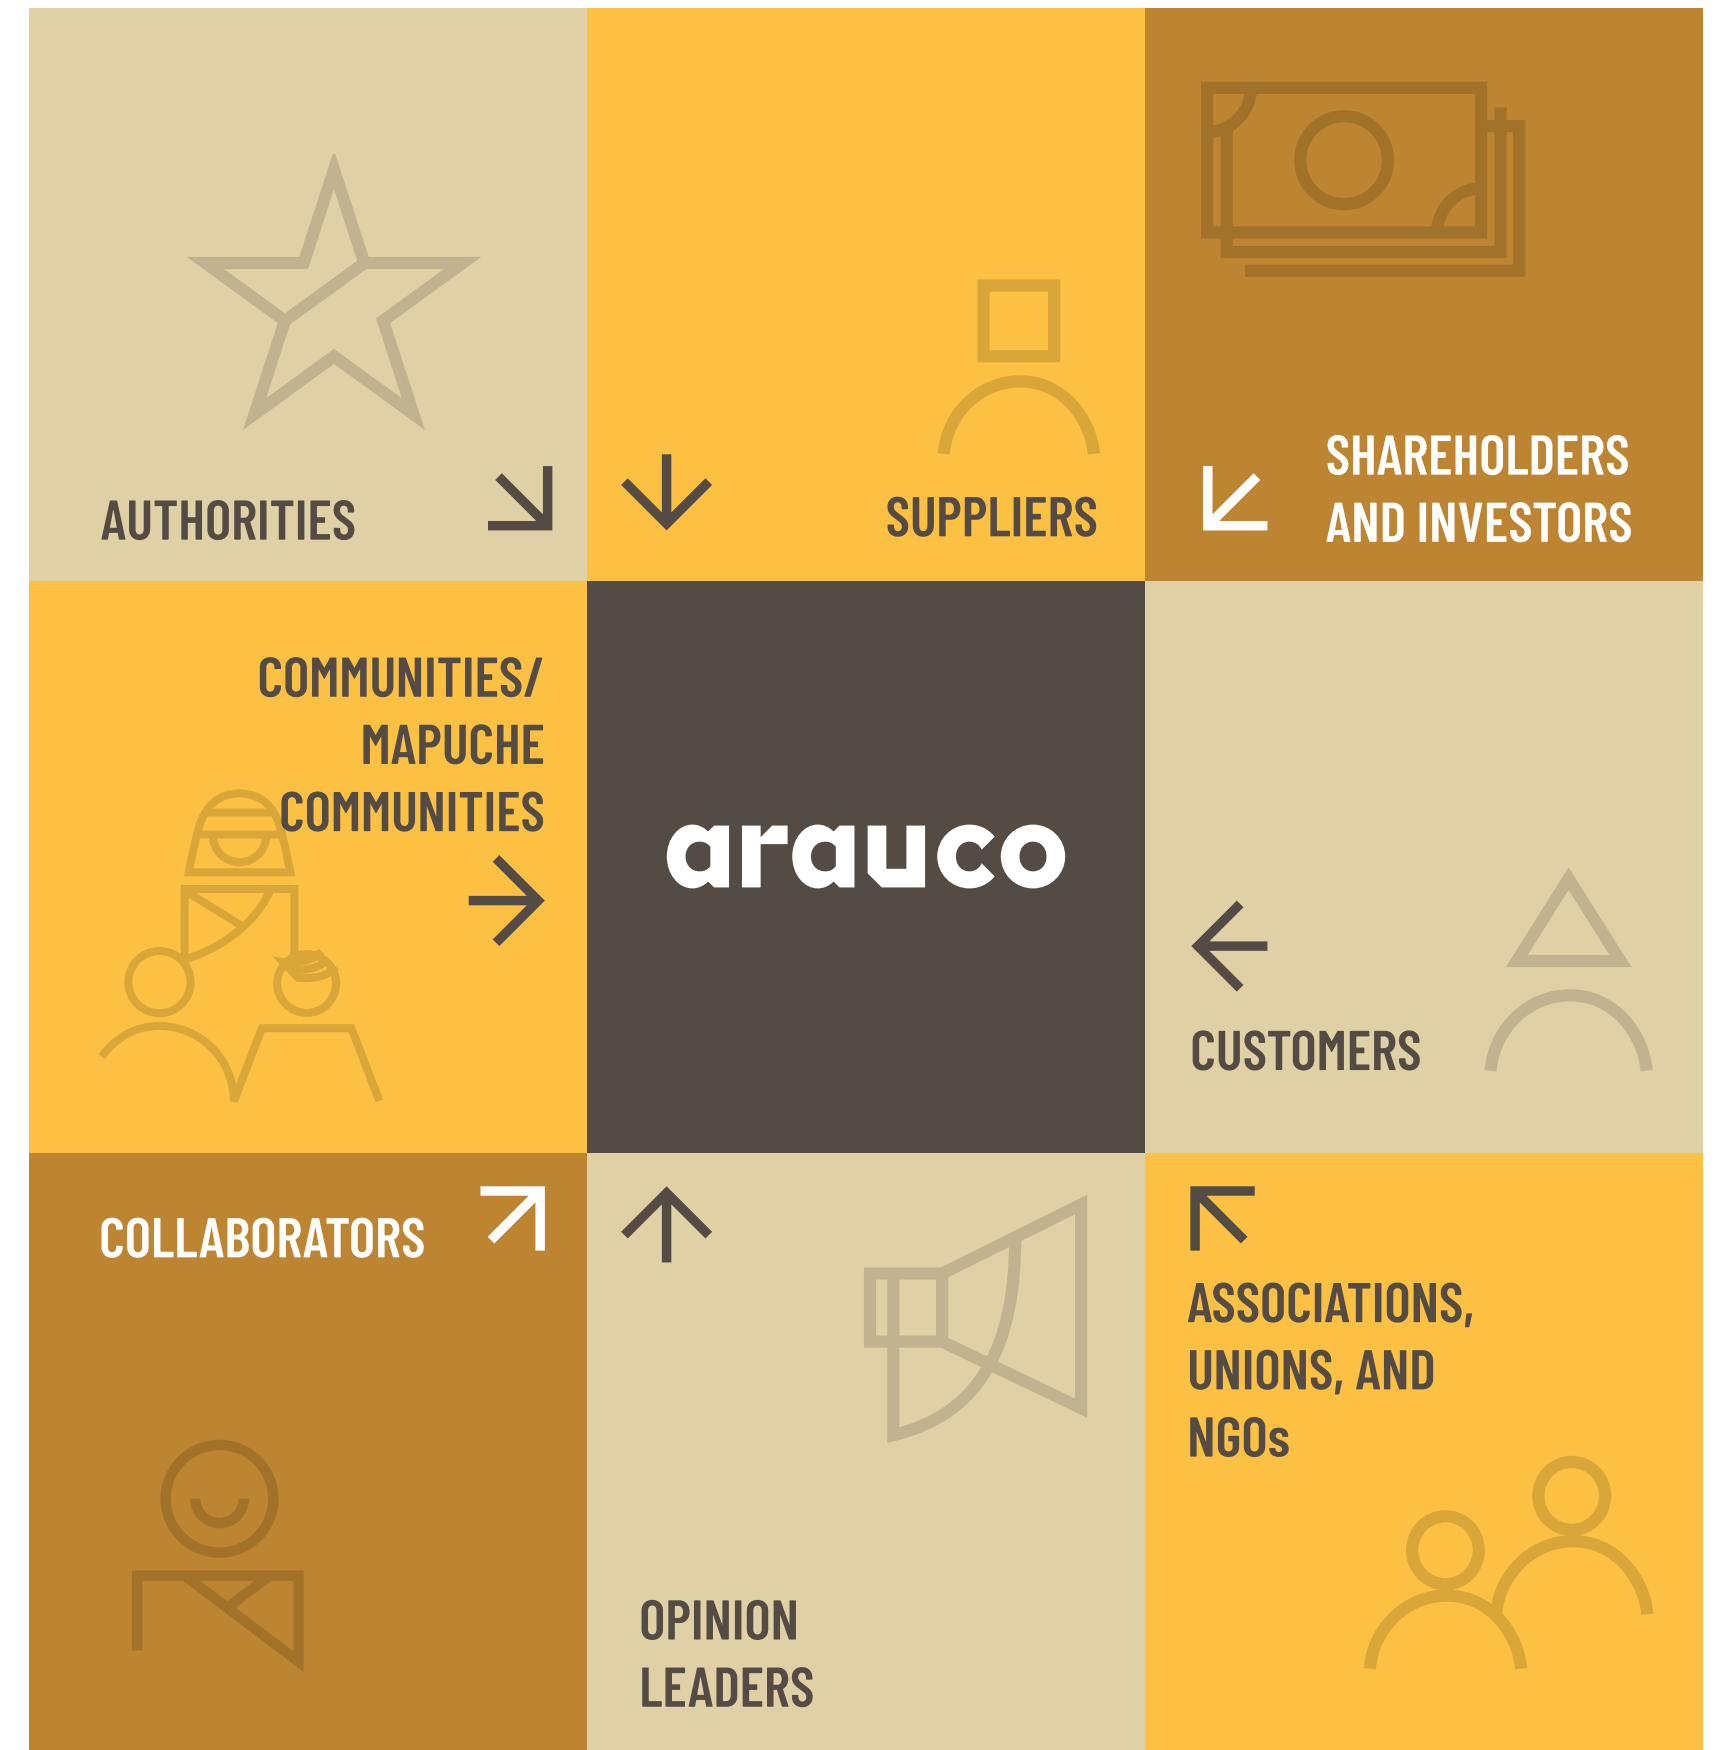 AUTHORITIES
SUPPLIERS
SHAREHOLDERS
AND INVESTORS
COMMUNITIES/
MAPUCHE
COMMUNITIES
arauco
CUSTOMERS
COLLABORATORS
OPINION
LEADERS
ASSOCIATIONS,
UNIONS, AND
NGOs